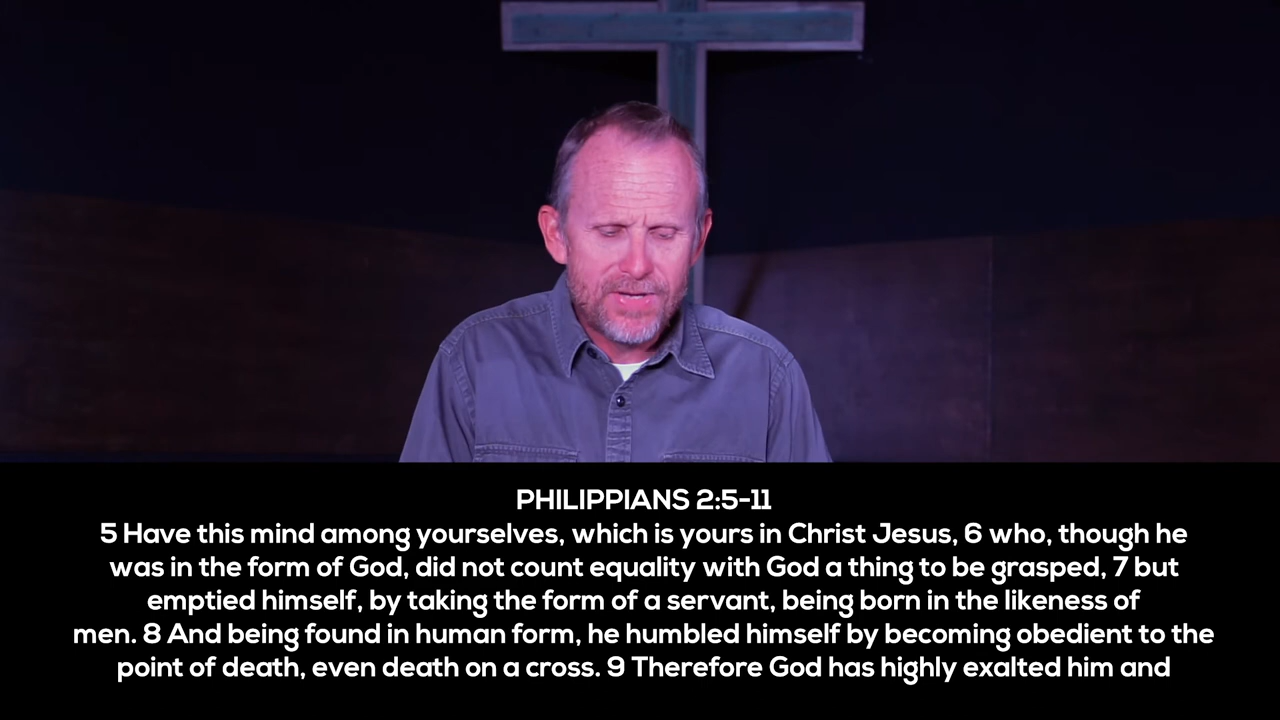 PHILIPPIANS 2:5-11
5 Have this mind among yourselves, which is yours in Christ Jesus, 6 who, though he
was in the form of God, did not count equality with God a thing to be grasped, 7 but
emptied himself, by taking the form of a servant, being born in the likeness of
men. 8 And being found in human form, he humbled himself by becoming obedient to the
point of death, even death on a cross. 9 Therefore God has highly exalted him and